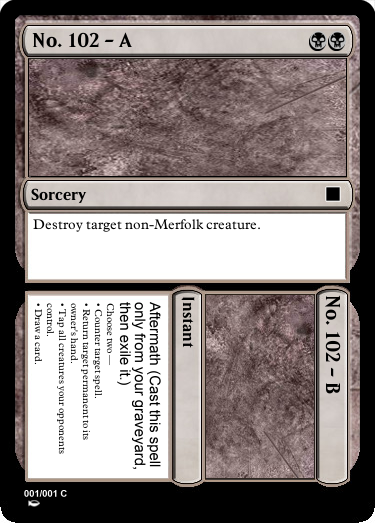 No. 102 – A
Sorcery
Destroy target non-Merfolk creature.
No. 102 – B
Instant
Aftermath (Cast this spell
only from your graveyard,
then exile it.)
Choose two —
• Counter target spell.
• Return target permanent to its
owner's hand.
• Tap all creatures your opponents
control.
• Draw a card.
001/001 C